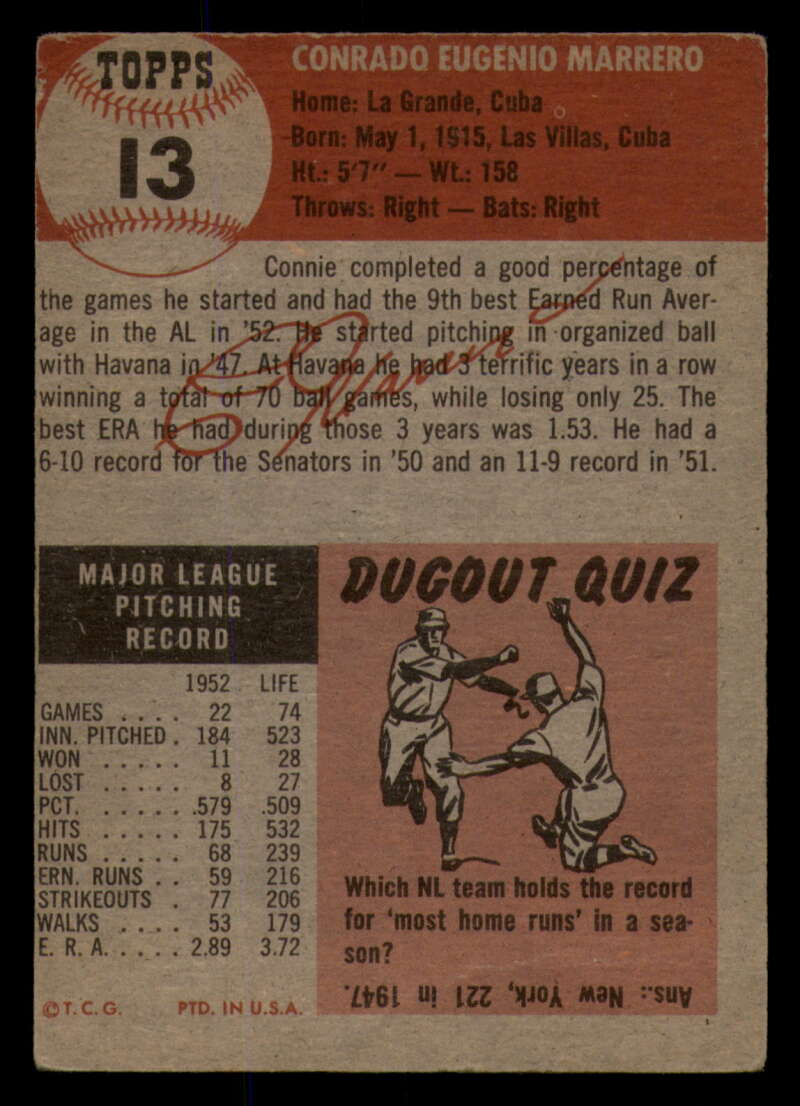 TOPPS
13
CONRADO EUGENIO MARRERO
Home: La Grande, Cuba
Born: May 1, 1915, Las Villas, Cuba
Ht.: 5'7" — Wt.: 158
Throws: Right — Bats: Right
Connie completed a good percentage of
the games he started and had the 9th best Earned Run Aver-
age in the AL in '52. He started pitching in organized ball
with Havana in '47. At Havana he had 3 terrific years in a row
winning a total of 70 ball games, while losing only 25. The
best ERA he had during those 3 years was 1.53. He had a
6-10 record for the Senators in '50 and an 11-9 record in '51.
MAJOR LEAGUE
PITCHING
RECORD
1952 LIFE
GAMES . . . . 22 74
INN. PITCHED . 184 523
WON . . . . . 11 28
LOST . . . . . 8 27
PCT. . . . . . .579 .509
HITS . . . . . 175 532
RUNS . . . . . 68 239
ERN. RUNS . . 59 216
STRIKEOUTS . 77 206
WALKS . . . . 53 179
E. R. A. . . . . 2.89 3.72
©T.C.G. PTD. IN U.S.A.
DUGOUT QUIZ
Which NL team holds the record
for 'most home runs' in a sea-
son?
Ans.: New York, 221 in 1947.